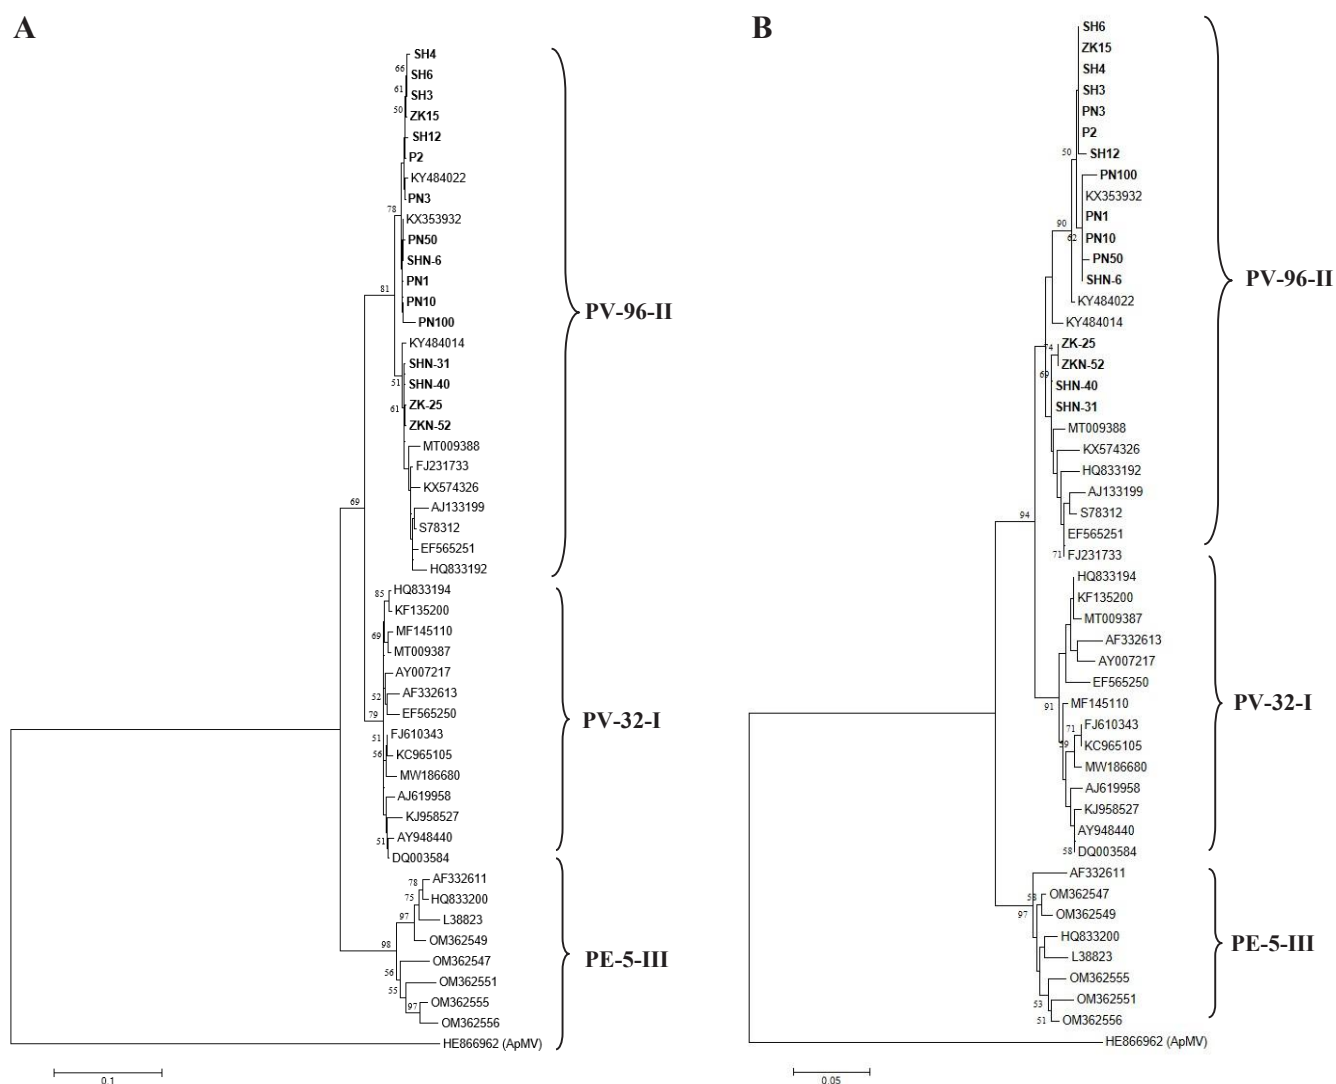 A
SH4
66
SH6
61
SH3
50
ZK15
SH12
P2
KY484022
PN3
78
KX353932
PN50
SHN-6
PN1
81
PN10
PN100
PV-96-II
KY484014
SHN-31
51
SHN-40
61
ZK-25
ZKN-52
MT009388
FJ231733
KX574326
69
AJ133199
S78312
EF565251
HQ833192
85
HQ833194
KF135200
69
MF145110
MT009387
AY007217
52
AF332613
79
EF565250
PV-32-I
51
FJ610343
56
KC965105
MW186680
AJ619958
KJ958527
51
AY948440
DQ003584
78
AF332611
75
HQ833200
97
L38823
98
OM362549
56
OM362547
PE-5-III
55
OM362551
97
OM362555
OM362556
HE866962 (ApMV)
0.1
B
SH6
ZK15
SH4
SH3
PN3
P2
50
SH12
PN100
KX353932
90
PN1
62
PN10
PN50
SHN-6
PV-96-II
KY484022
KY484014
74
ZK-25
ZKN-52
69
SHN-40
SHN-31
MT009388
KX574326
HQ833192
AJ133199
94
S78312
EF565251
71
FJ231733
HQ833194
KF135200
MT009387
AF332613
AY007217
EF565250
91
MF145110
PV-32-I
71
FJ610343
59
KC965105
MW186680
AJ619958
KJ958527
AY948440
58
DQ003584
AF332611
58
OM362547
97
OM362549
HQ833200
PE-5-III
L38823
OM362555
53
OM362551
51
OM362556
HE866962 (ApMV)
0.05